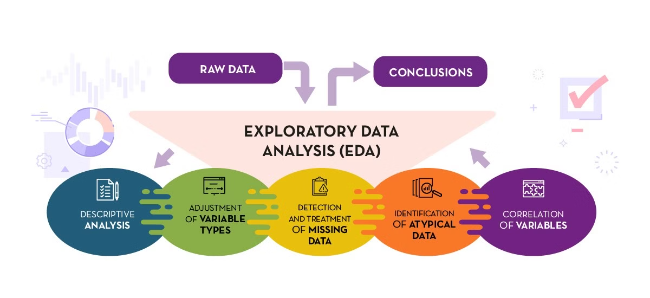 RAW DATA
CONCLUSIONS
EXPLORATORY DATA
ANALYSIS (EDA)
DESCRIPTIVE
ANALYSIS
ADJUSTMENT
OF VARIABLE
TYPES
DETECTION
AND TREATMENT
OF MISSING
DATA
IDENTIFICATION
OF ATYPICAL
DATA
CORRELATION
OF VARIABLES